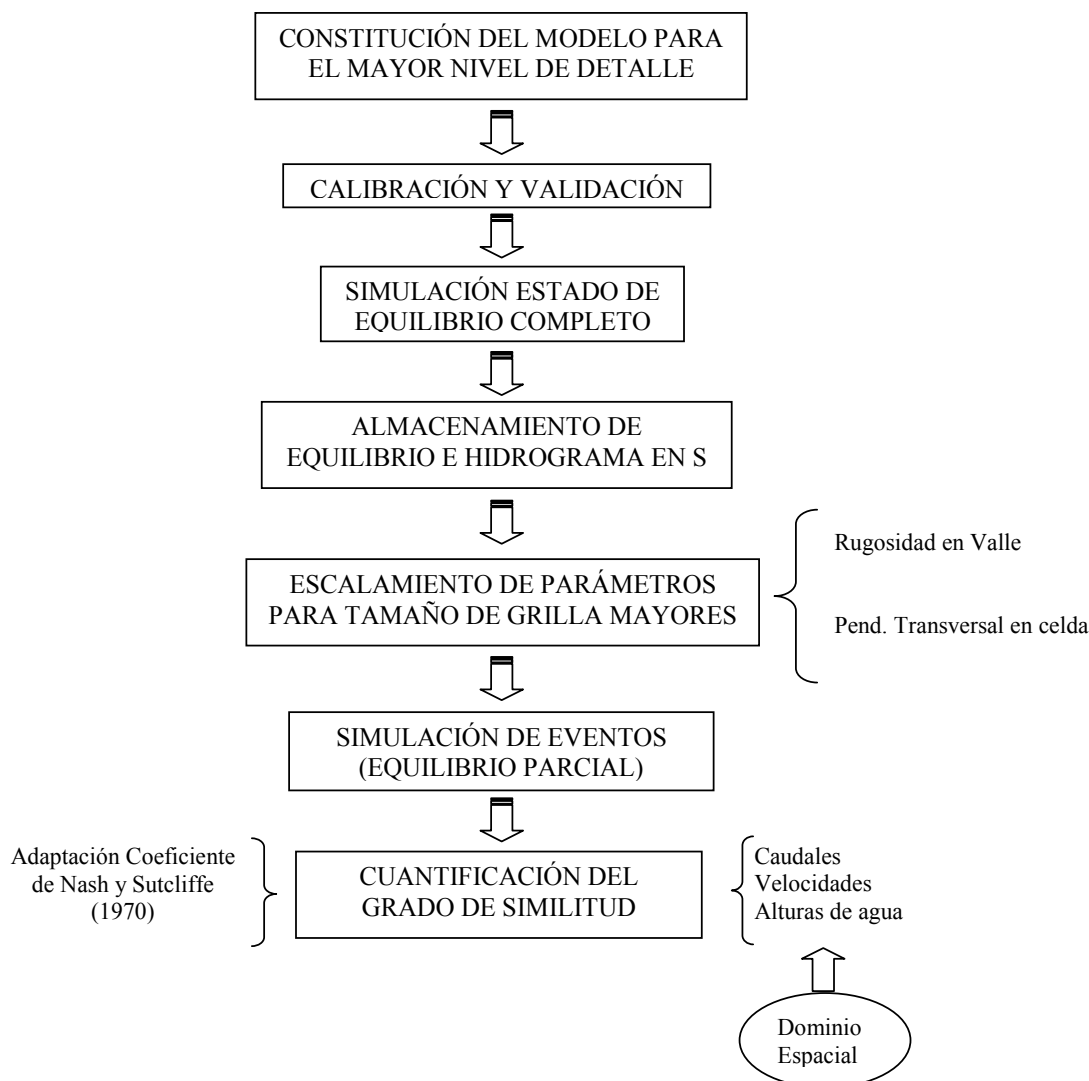 CONSTITUCIÓN DEL MODELO PARA
EL MAYOR NIVEL DE DETALLE
CALIBRACIÓN Y VALIDACIÓN
SIMULACIÓN ESTADO DE
EQUILIBRIO COMPLETO
ALMACENAMIENTO DE
EQUILIBRIO E HIDROGRAMA EN S
ESCALAMIENTO DE PARÁMETROS
PARA TAMAÑO DE GRILLA MAYORES
Rugosidad en Valle
Pend. Transversal en celda
SIMULACIÓN DE EVENTOS
(EQUILIBRIO PARCIAL)
Adaptación Coeficiente
de Nash y Sutcliffe
(1970)
CUANTIFICACIÓN DEL
GRADO DE SIMILITUD
Caudales
Velocidades
Alturas de agua
Dominio
Espacial